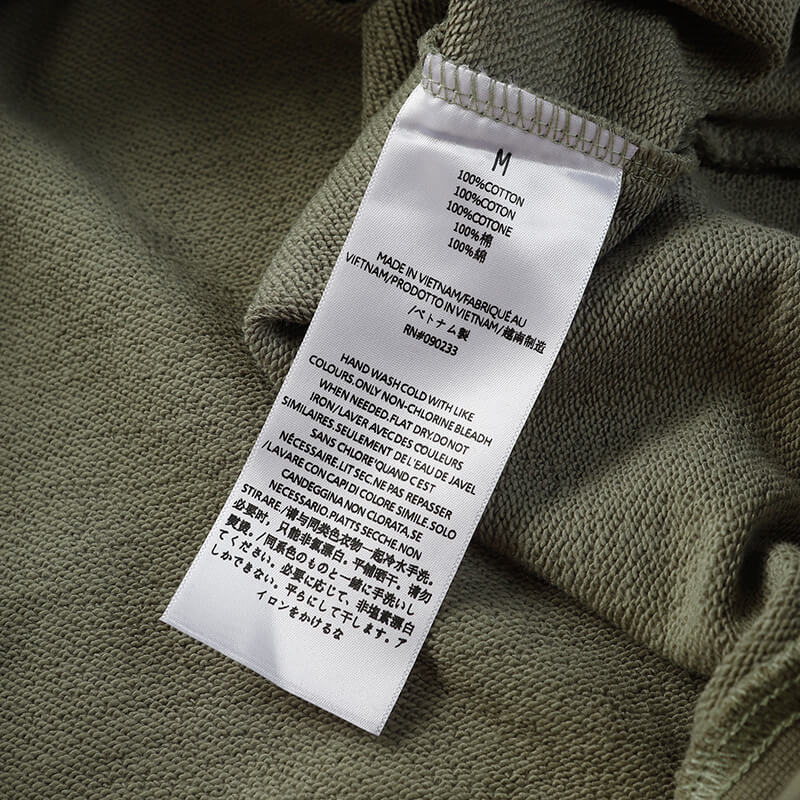 M
100%COTTON
100%COTON
100%COTONE
100%棉
100%綿
MADE IN VIETNAM/FABRIQUÉ AU
VIFTNAM/PRODOTTO IN VIETNAM/越南制造
/ベトナム製
RN#090233
HAND WASH COLD WITH LIKE
COLOURS.ONLY NON-CHLORINE BLEADH
WHEN NEEDED.FLAT DRY.DO NOT
IRON/LAVER AVEC DES COULEURS
SIMILAIRES.SEULEMENT DE L'EAU DE JAVEL
SANS CHLORE'QUAND C EST
NÉCESSAIRE.LIT SEC.NE PAS REPASSER
/LAVARE CON CAPI DI COLORE SIMILE.SOLO
CANDEGGINA NON CLORATA,SE
NECESSARIO.PIATTS SECCHE.NON
STIRARE/请与同类色衣物一起冷水手洗.
必要时，只能非氯漂白.平铺晒干。请勿
熨烫。/同系色のものと一緒に手洗いし
てください。必要に応じて、非塩素漂白
しかできない。平らにして干します。ア
イロンをかけるな